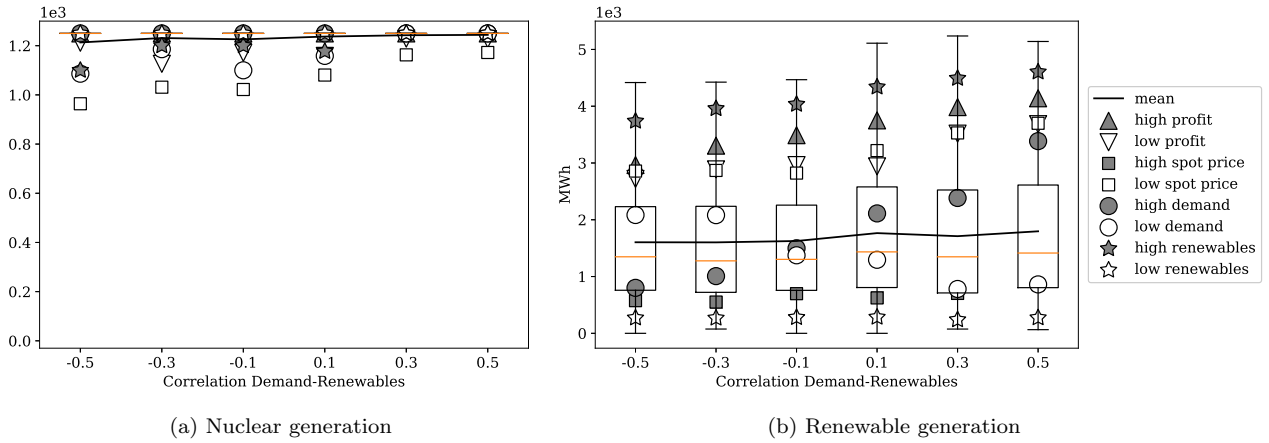 1e3
1.2
1.0
0.8
0.6
0.4
0.2
0.0
-0.5 -0.3 -0.1 0.1 0.3 0.5
Correlation Demand-Renewables
(a) Nuclear generation
1e3
MWh
5
4
3
2
1
0
-0.5 -0.3 -0.1 0.1 0.3 0.5
Correlation Demand-Renewables
(b) Renewable generation
mean
high profit
low profit
high spot price
low spot price
high demand
low demand
high renewables
low renewables